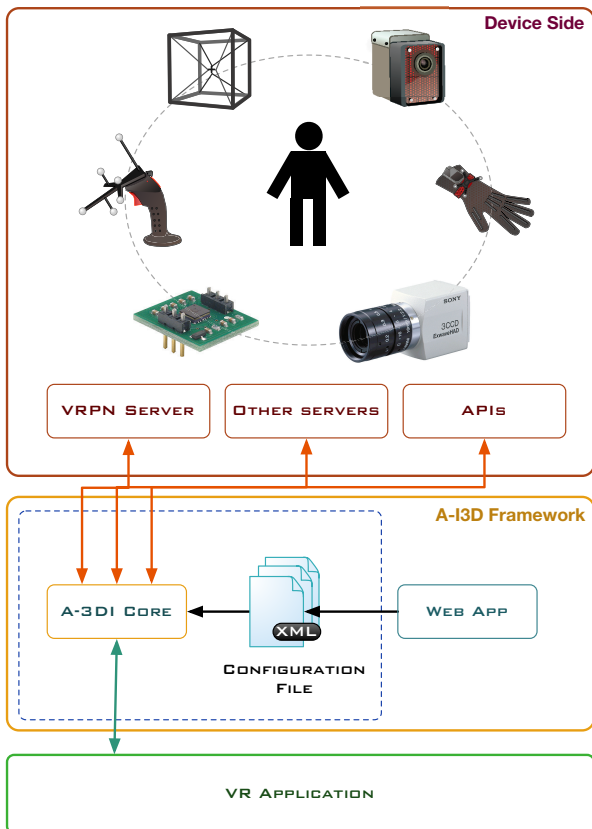 Device Side
SONY
3CCD
ExwaveHAD
VRPN Server
Other servers
APIs
A-I3D Framework
A-3DI Core
XML
Web App
Configuration
File
VR Application